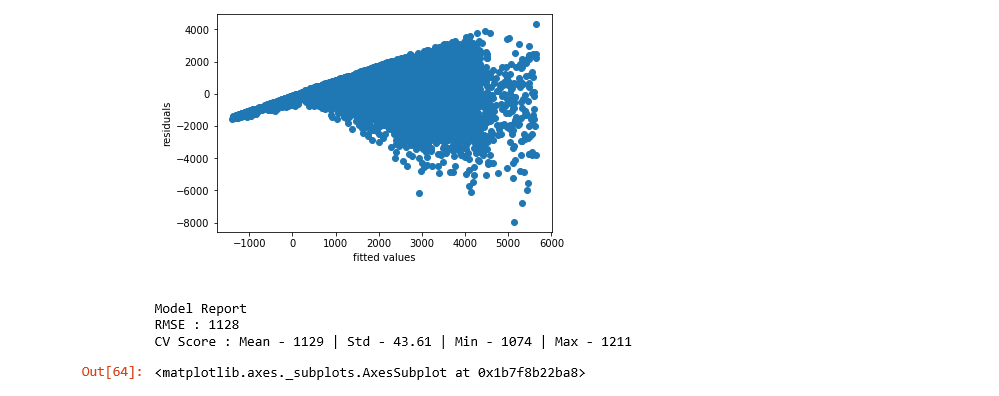 4000
2000
0
−2000
−4000
−6000
−8000
residuals
−1000 0 1000 2000 3000 4000 5000 6000
fitted values
Model Report
RMSE : 1128
CV Score : Mean - 1129 | Std - 43.61 | Min - 1074 | Max - 1211
Out[64]: <matplotlib.axes._subplots.AxesSubplot at 0x1b7f8b22ba8>